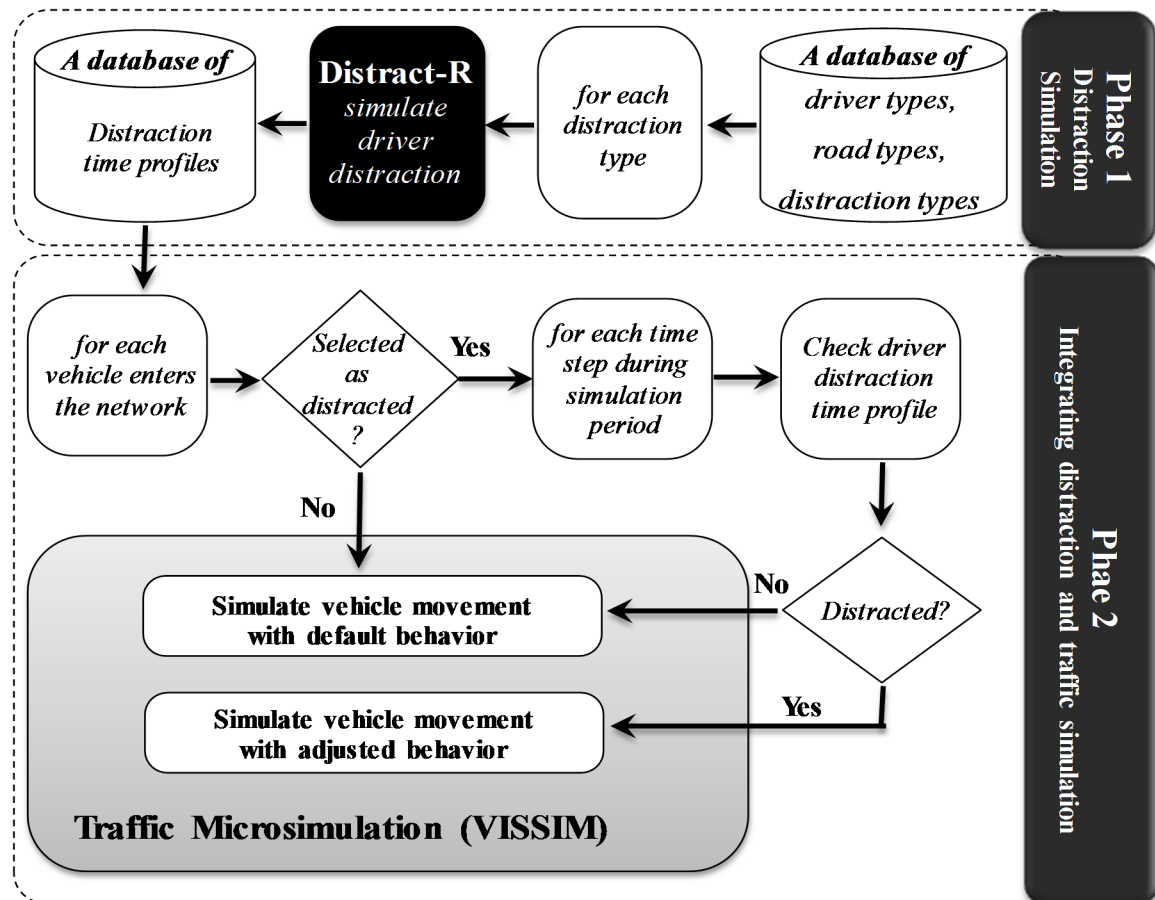 A database of
Distraction
time profiles
Distract-R
simulate
driver
distraction
for each
distraction
type
A database of
driver types,
road types,
distraction types
Phase 1
Distraction
Simulation
for each
vehicle enters
the network
Selected
as
distracted
?
Yes
No
for each time
step during
simulation
period
Check driver
distraction
time profile
Distracted?
No
Yes
Simulate vehicle movement
with default behavior
Simulate vehicle movement
with adjusted behavior
Traffic Microsimulation (VISSIM)
Phae 2
Integrating distraction and traffic simulation